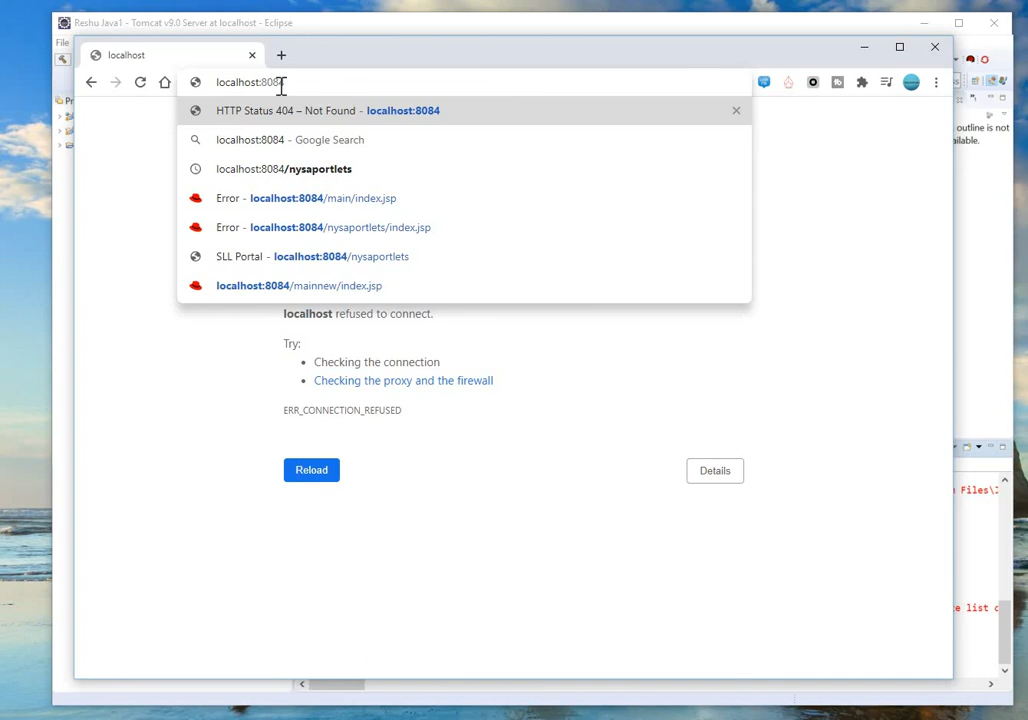 Reshu Java1 - Tomcat v9.0 Server at localhost - Eclipse
File
localhost
localhost:8084
HTTP Status 404 – Not Found - localhost:8084
localhost:8084 - Google Search
localhost:8084/nysaportlets
Error - localhost:8084/main/index.jsp
Error - localhost:8084/nysaportlets/index.jsp
SLL Portal - localhost:8084/nysaportlets
localhost:8084/mainnew/index.jsp
outline is not
ailable.
localhost refused to connect.
Try:
• Checking the connection
• Checking the proxy and the firewall
ERR_CONNECTION_REFUSED
Reload
Details
Files\
list